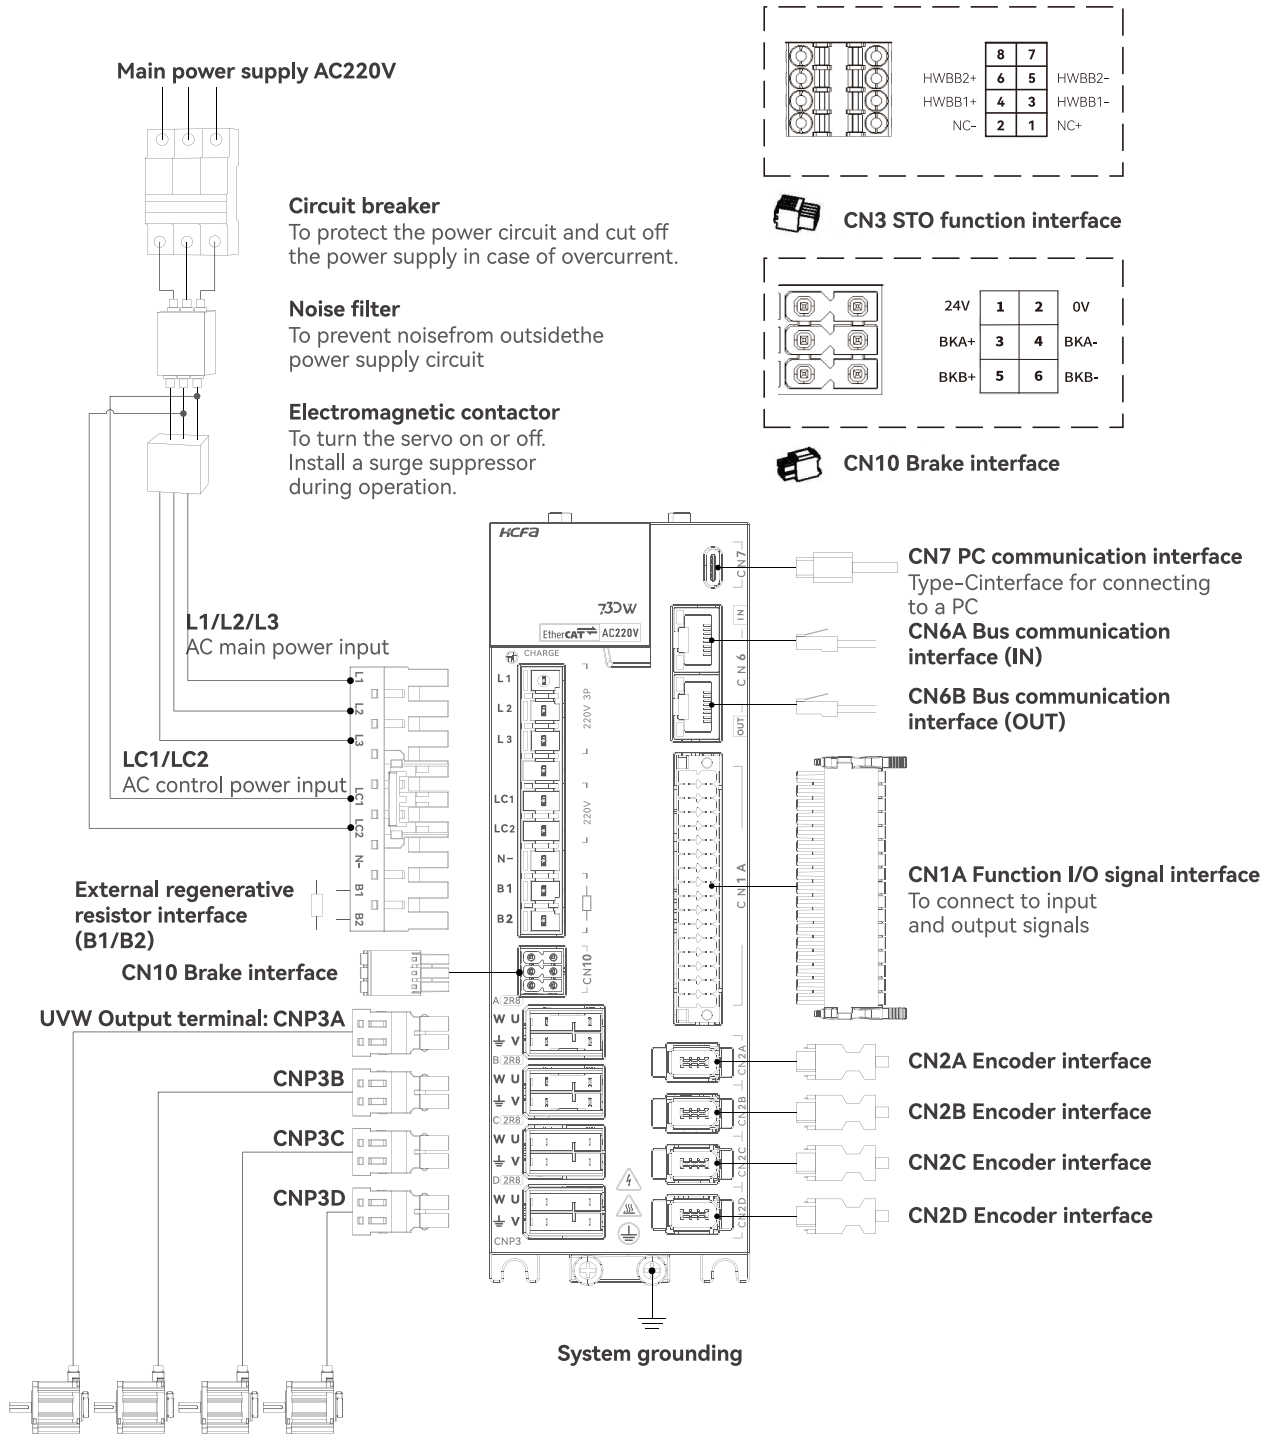 Main power supply AC220V
Circuit breaker
To protect the power circuit and cut off
the power supply in case of overcurrent.
Noise filter
To prevent noisefrom outsidethe
power supply circuit
Electromagnetic contactor
To turn the servo on or off.
Install a surge suppressor
during operation.
8 7
HWBB2+ 6 5 HWBB2-
HWBB1+ 4 3 HWBB1-
NC- 2 1 NC+
CN3 STO function interface
24V 1 2 0V
BKA+ 3 4 BKA-
BKB+ 5 6 BKB-
CN10 Brake interface
HCFA
730W
EtherCAT AC220V
CHARGE
L1
L2
L3
LC1
LC2
N-
B1
B2
220V 3P
220V
CN10
CN7
IN
CN6
OUT
CN1A
L1/L2/L3
AC main power input
LC1/LC2
AC control power input
L1
L2
L3
LC1
LC2
N-
B1
B2
External regenerative
resistor interface
(B1/B2)
CN10 Brake interface
UVW Output terminal: CNP3A
CNP3B
CNP3C
CNP3D
A 2R8
W U
V
B 2R8
W U
V
C 2R8
W U
V
D 2R8
W U
V
CNP3
CN2A
CN2B
CN2C
CN2D
CN7 PC communication interface
Type-Cinterface for connecting
to a PC
CN6A Bus communication
interface (IN)
CN6B Bus communication
interface (OUT)
CN1A Function I/O signal interface
To connect to input
and output signals
CN2A Encoder interface
CN2B Encoder interface
CN2C Encoder interface
CN2D Encoder interface
System grounding